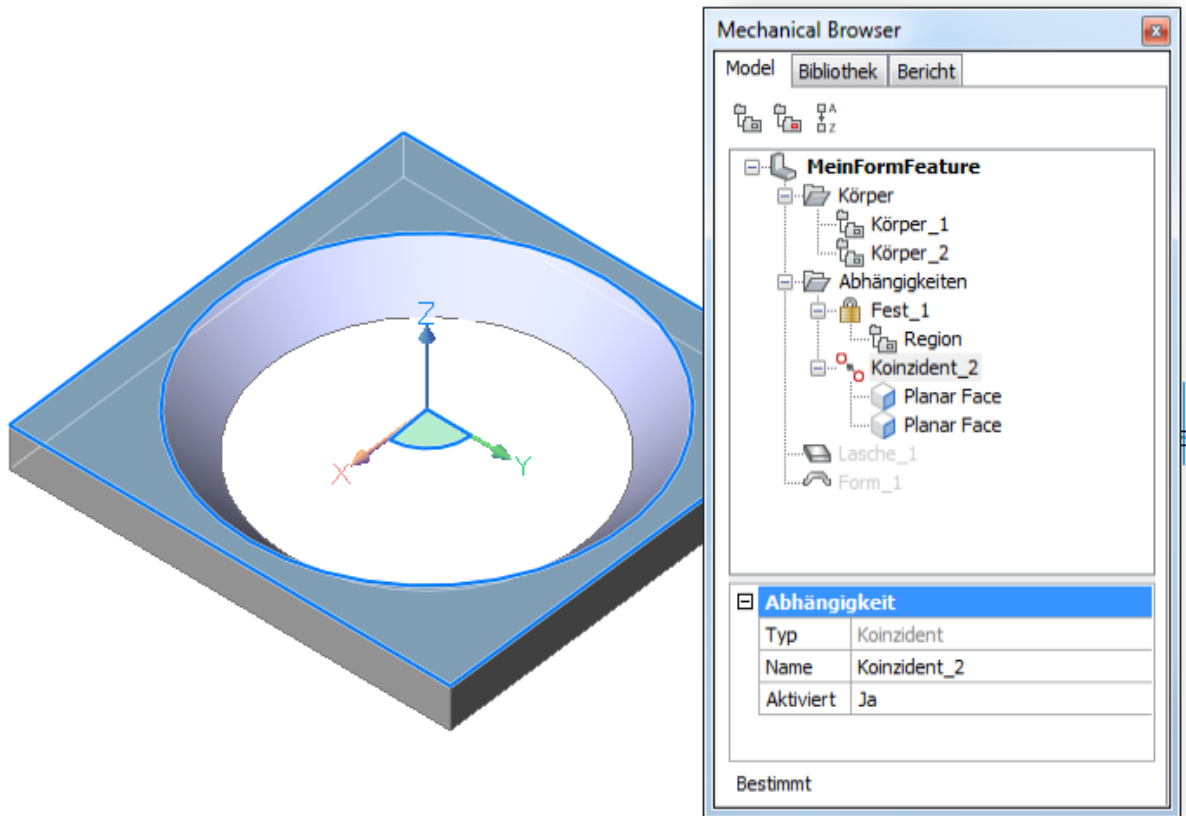 Mechanical Browser
Model Bibliothek Bericht
A
Z
MeinFormFeature
Körper
Körper_1
Körper_2
Abhängigkeiten
Fest_1
Region
Koinzident_2
Planar Face
Planar Face
Lasche_1
Form_1
Z
X
Y
Abhängigkeit
Typ Koinzident
Name Koinzident_2
Aktiviert Ja
Bestimmt